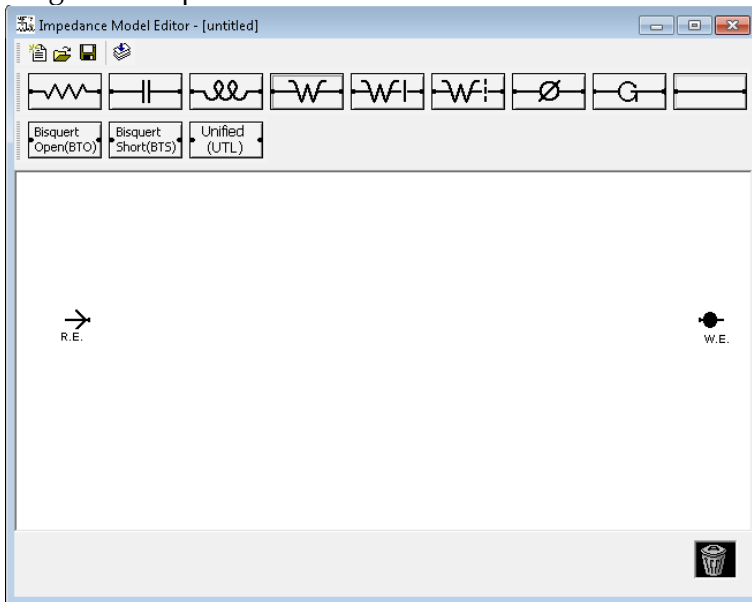 Impedance Model Editor - [untitled]
W W W Ø G
Bisquert Open(BTO)
Bisquert Short(BTS)
Unified (UTL)
R.E.
W.E.